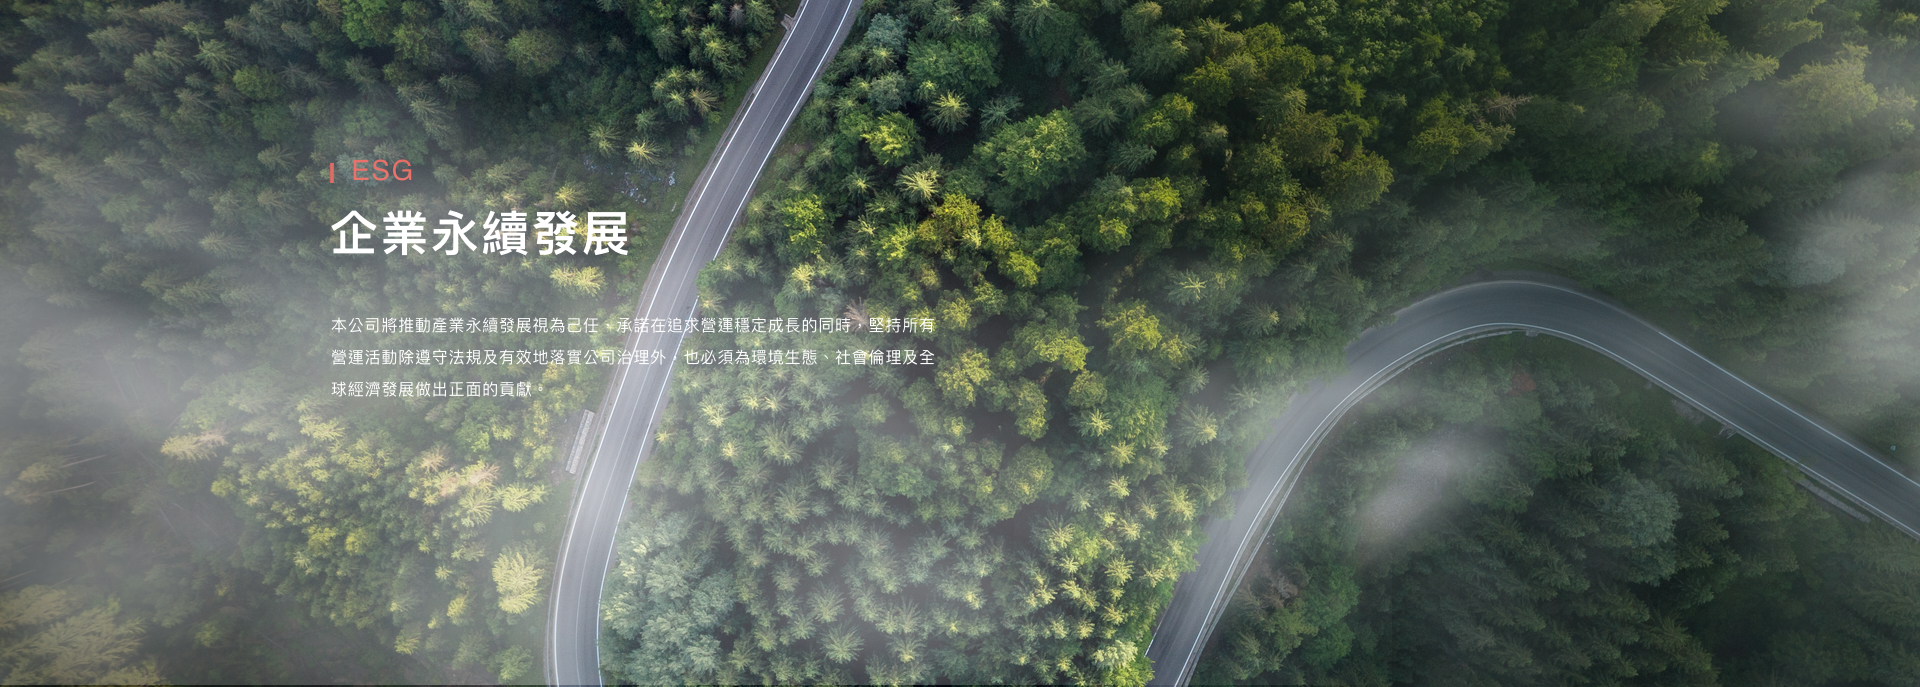 ESG
企業永續發展
本公司將推動產業永續發展視為己任、承諾在追求營運穩定成長的同時，堅持所有
營運活動除遵守法規及有效地落實公司治理外，也必須為環境生態、社會倫理及全
球經濟發展做出正面的貢獻。